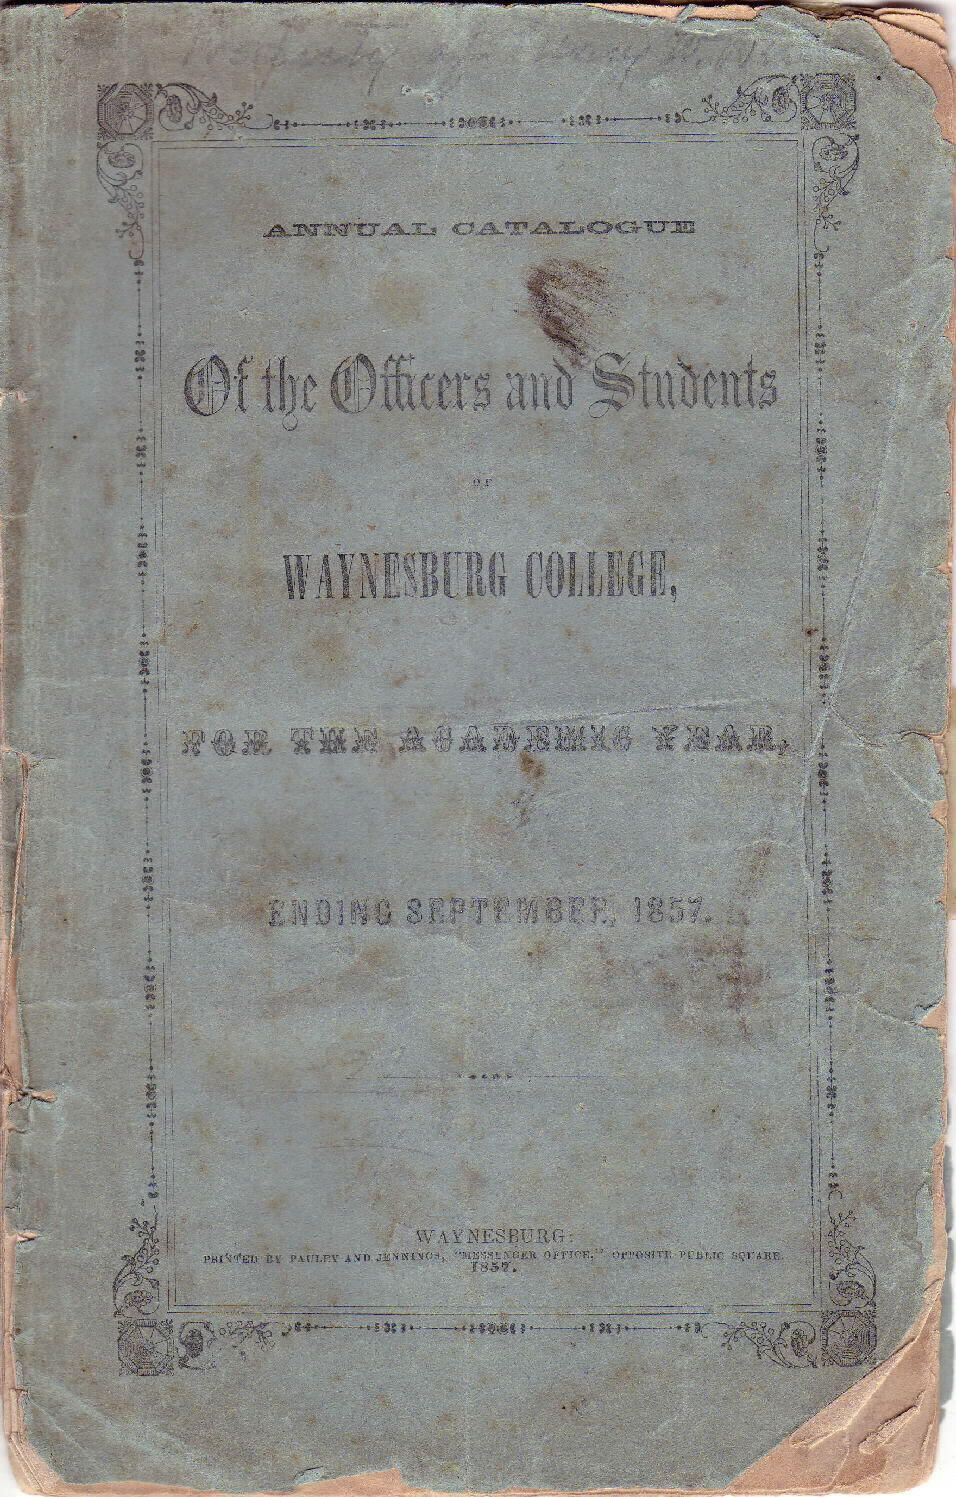 ANNUAL CATALOGUE
Of the Officers and Students
OF
WAYNESBURG COLLEGE,
FOR THE ACADEMIC YEAR,
ENDING SEPTEMBER, 1857.
WAYNESBURG:
PRINTED BY PAULEY AND JENNINGS, "MESSENGER OFFICE," OPPOSITE PUBLIC SQUARE.
1857.